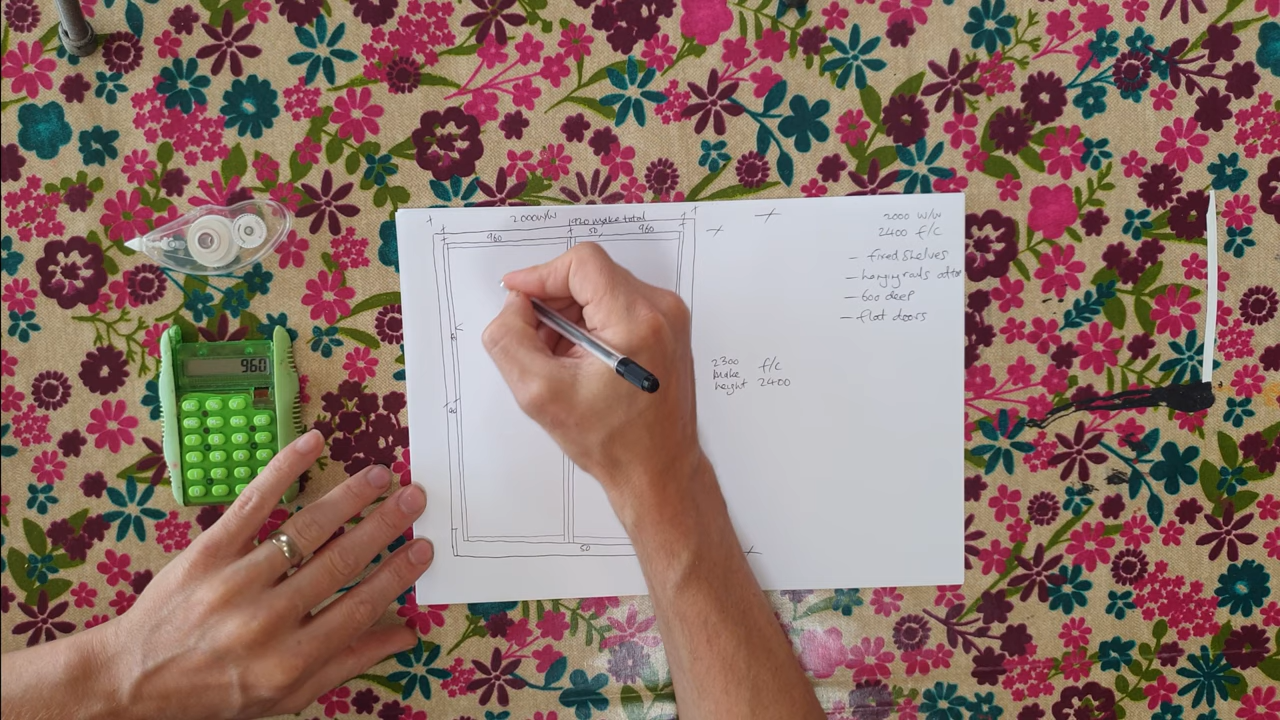 2000 W/W
1920 make total
960
50
960
50
2300 f/c
make
height 2400
2000 W/W
2400 f/c
- fixed shelves
- hanging rails
- 600 deep
- flat doors
960